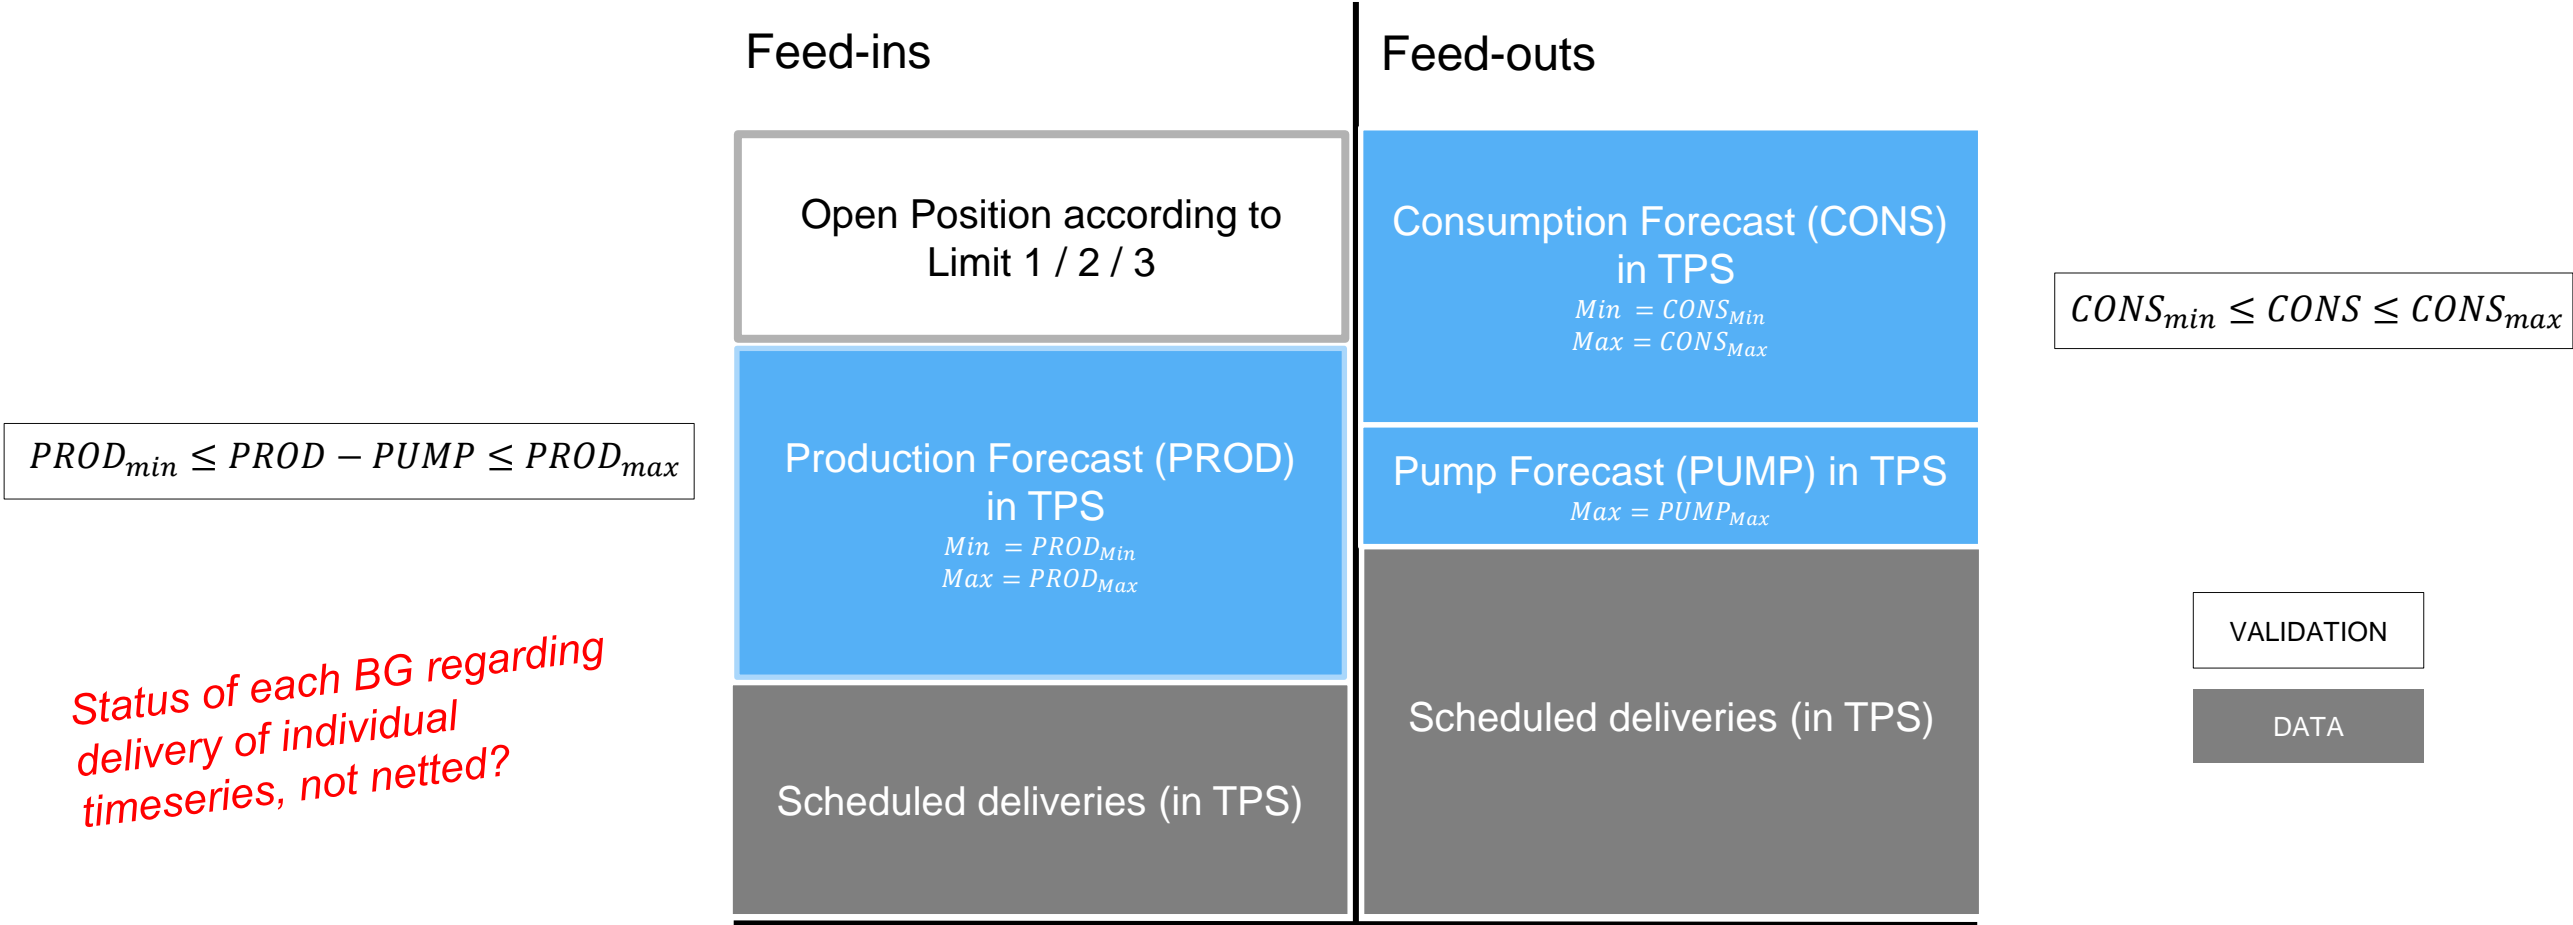 Feed-ins
Feed-outs
Open Position according to
Limit 1 / 2 / 3
Production Forecast (PROD)
in TPS
Min = PROD_Min
Max = PROD_Max
Scheduled deliveries (in TPS)
Consumption Forecast (CONS)
in TPS
Min = CONS_Min
Max = CONS_Max
Pump Forecast (PUMP) in TPS
Max = PUMP_Max
Scheduled deliveries (in TPS)
PROD_min ≤ PROD − PUMP ≤ PROD_max
Status of each BG regarding
delivery of individual
timeseries, not netted?
CONS_min ≤ CONS ≤ CONS_max
VALIDATION
DATA